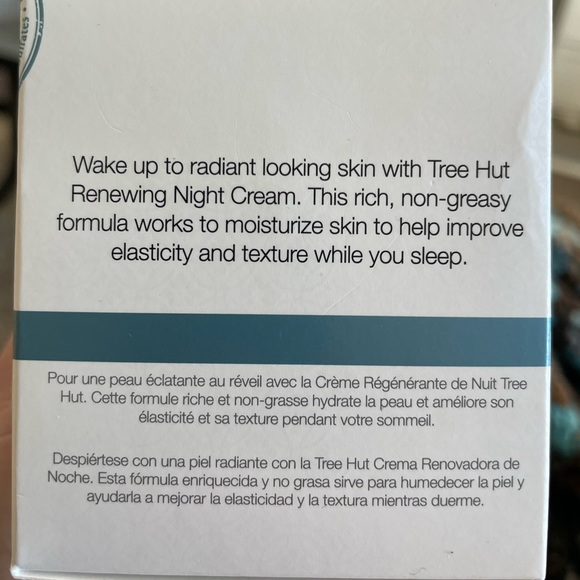 Wake up to radiant looking skin with Tree Hut
Renewing Night Cream. This rich, non-greasy
formula works to moisturize skin to help improve
elasticity and texture while you sleep.
Pour une peau éclatante au réveil avec la Crème Régénérante de Nuit Tree
Hut. Cette formule riche et non-grasse hydrate la peau et améliore son
élasticité et sa texture pendant votre sommeil.
Despiértese con una piel radiante con la Tree Hut Crema Renovadora de
Noche. Esta fórmula enriquecida y no grasa sirve para humedecer la piel y
ayudarla a mejorar la elasticidad y la textura mientras duerme.